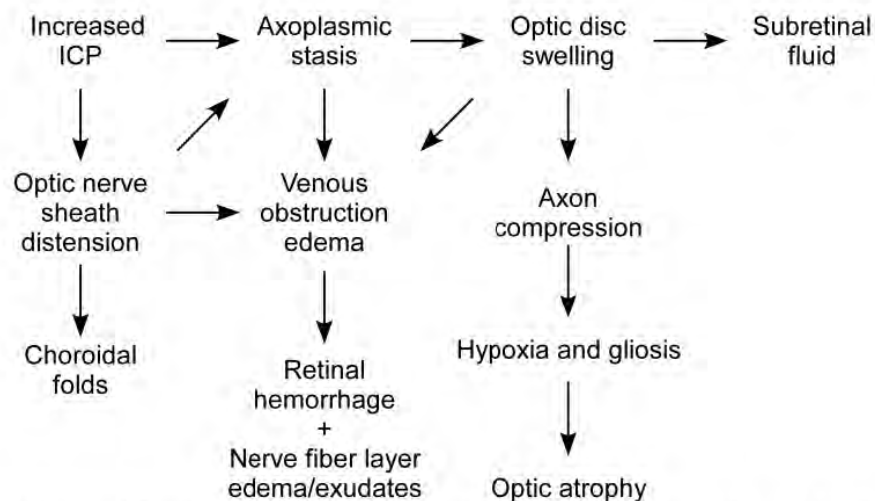 Increased
ICP
Axoplasmic
stasis
Optic disc
swelling
Subretinal
fluid
Optic nerve
sheath
distension
Venous
obstruction
edema
Axon
compression
Choroidal
folds
Retinal
hemorrhage
+
Nerve fiber layer
edema/exudates
Hypoxia and gliosis
Optic atrophy